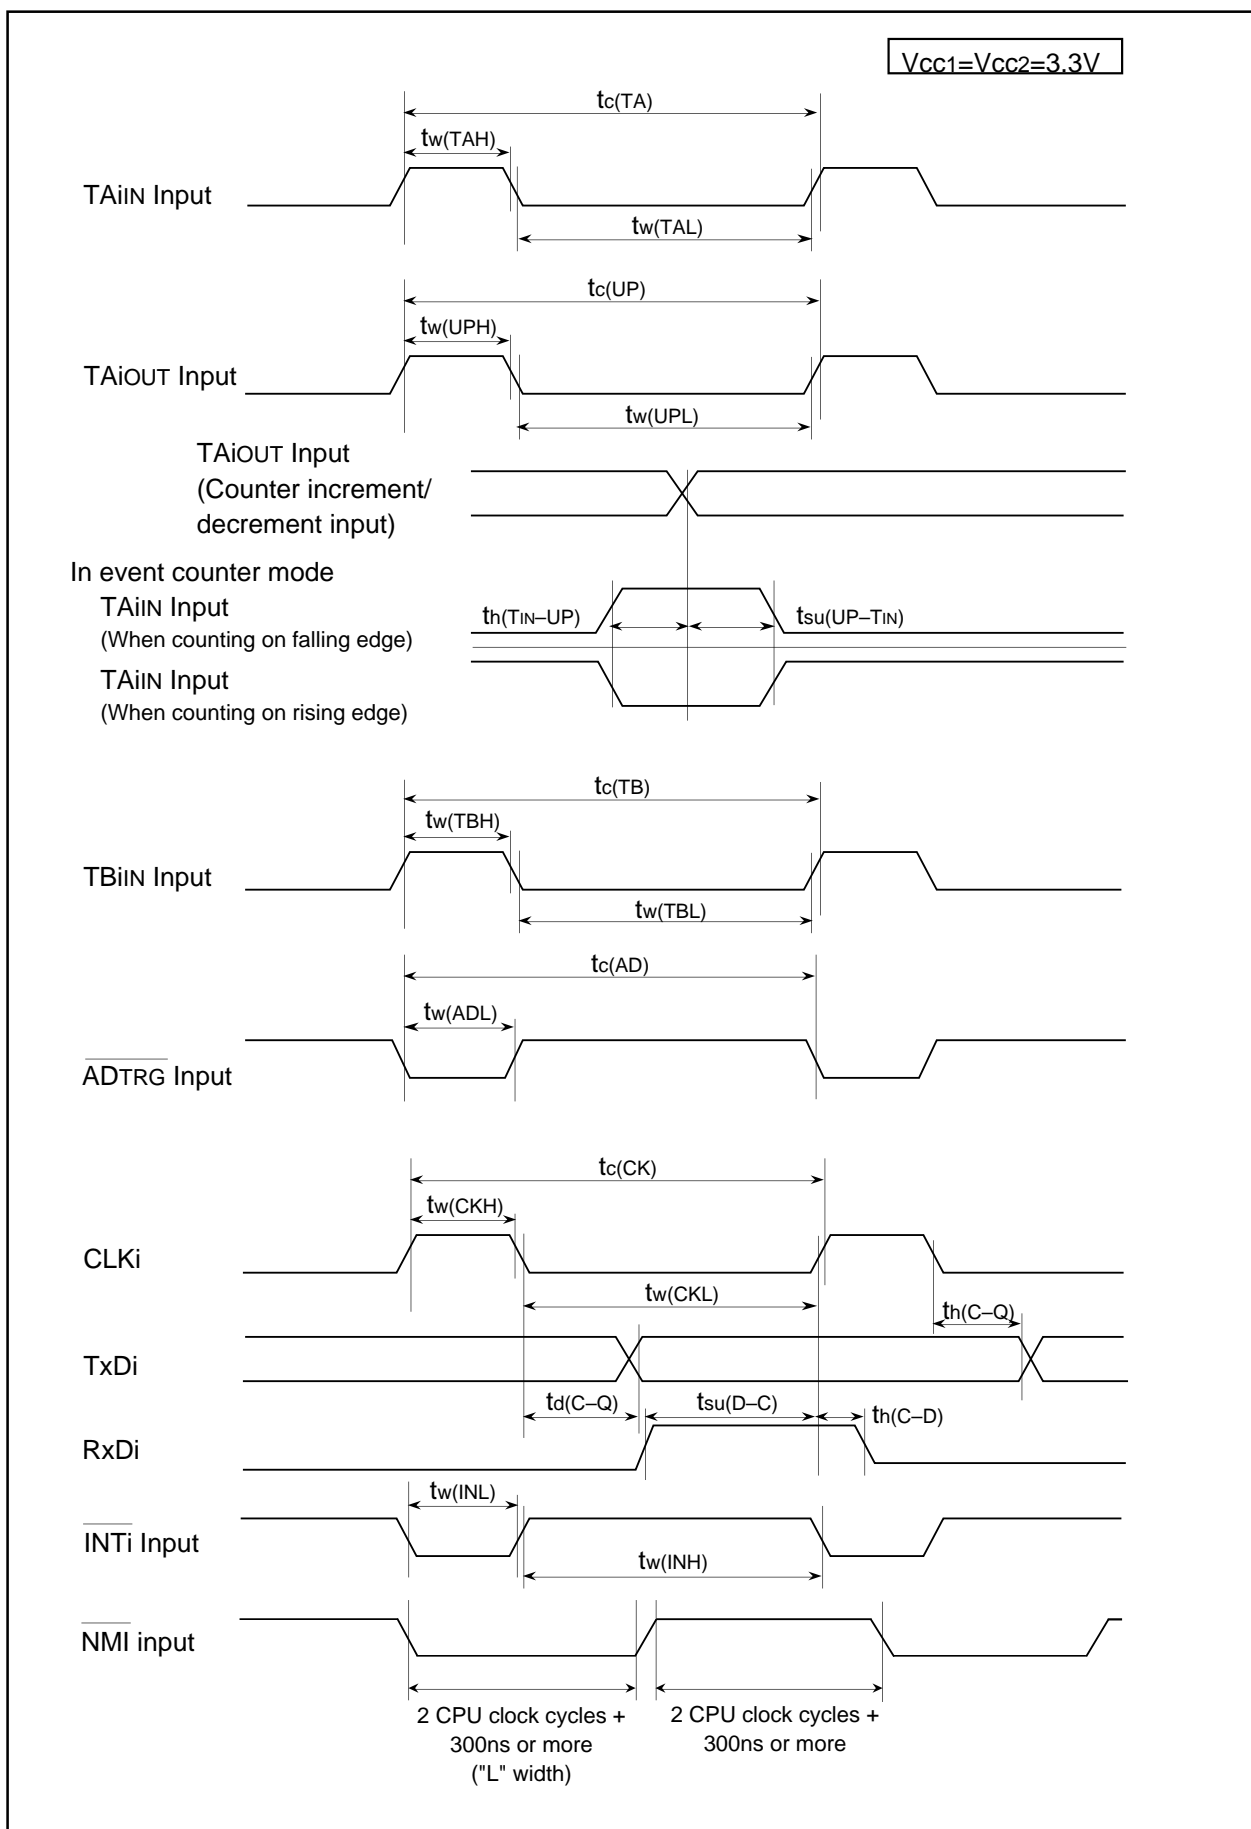 Vcc1=Vcc2=3.3V
tc(TA)
tw(TAH)
TAiIN Input
tw(TAL)
tc(UP)
tw(UPH)
TAiOUT Input
tw(UPL)
TAiOUT Input
(Counter increment/
decrement input)
In event counter mode
TAiIN Input
(When counting on falling edge)
th(TIN–UP)
tsu(UP–TIN)
TAiIN Input
(When counting on rising edge)
tc(TB)
tw(TBH)
TBiIN Input
tw(TBL)
tc(AD)
tw(ADL)
ADTRG Input
tc(CK)
tw(CKH)
CLKi
tw(CKL)
th(C–Q)
TxDi
td(C–Q)
tsu(D–C)
th(C–D)
RxDi
tw(INL)
INTi Input
tw(INH)
NMI input
2 CPU clock cycles +
300ns or more
("L" width)
2 CPU clock cycles +
300ns or more